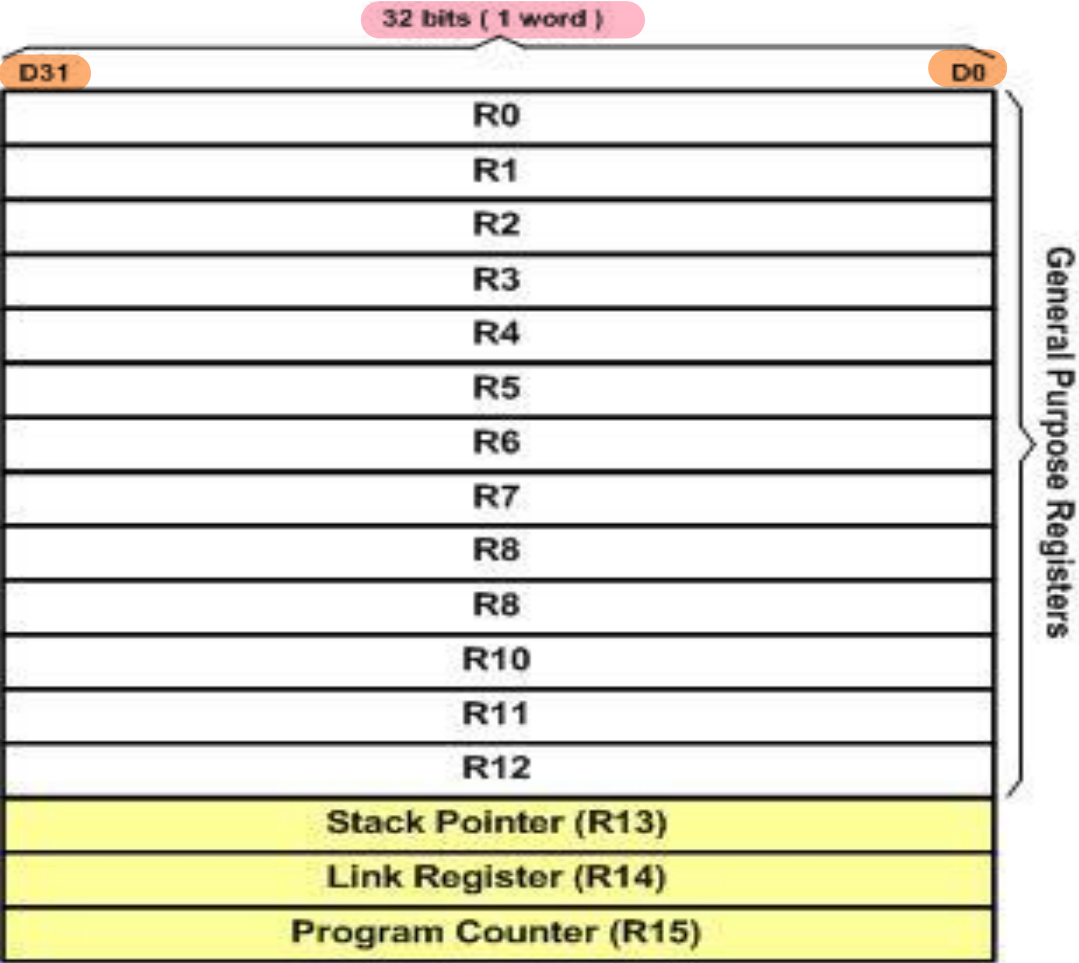 32 bits ( 1 word )
D31 D0
R0
R1
R2
R3
R4
R5
R6
R7
R8
R8
R10
R11
R12
Stack Pointer (R13)
Link Register (R14)
Program Counter (R15)
General Purpose Registers